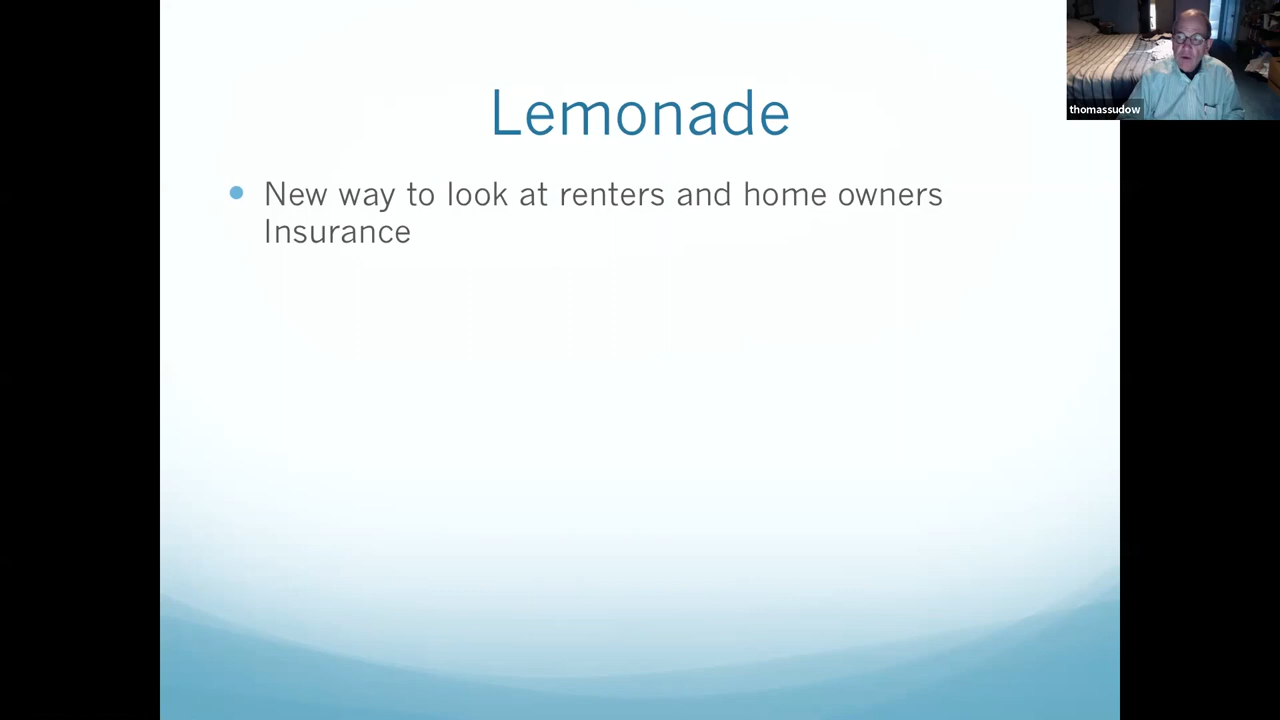 Lemonade
New way to look at renters and home owners
Insurance
thomassudow